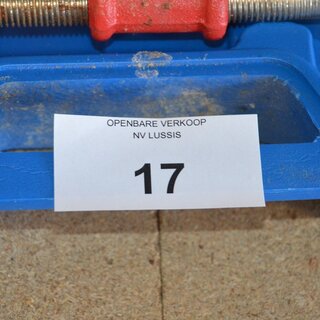 OPENBARE VERKOOP
NV LUSSIS
17